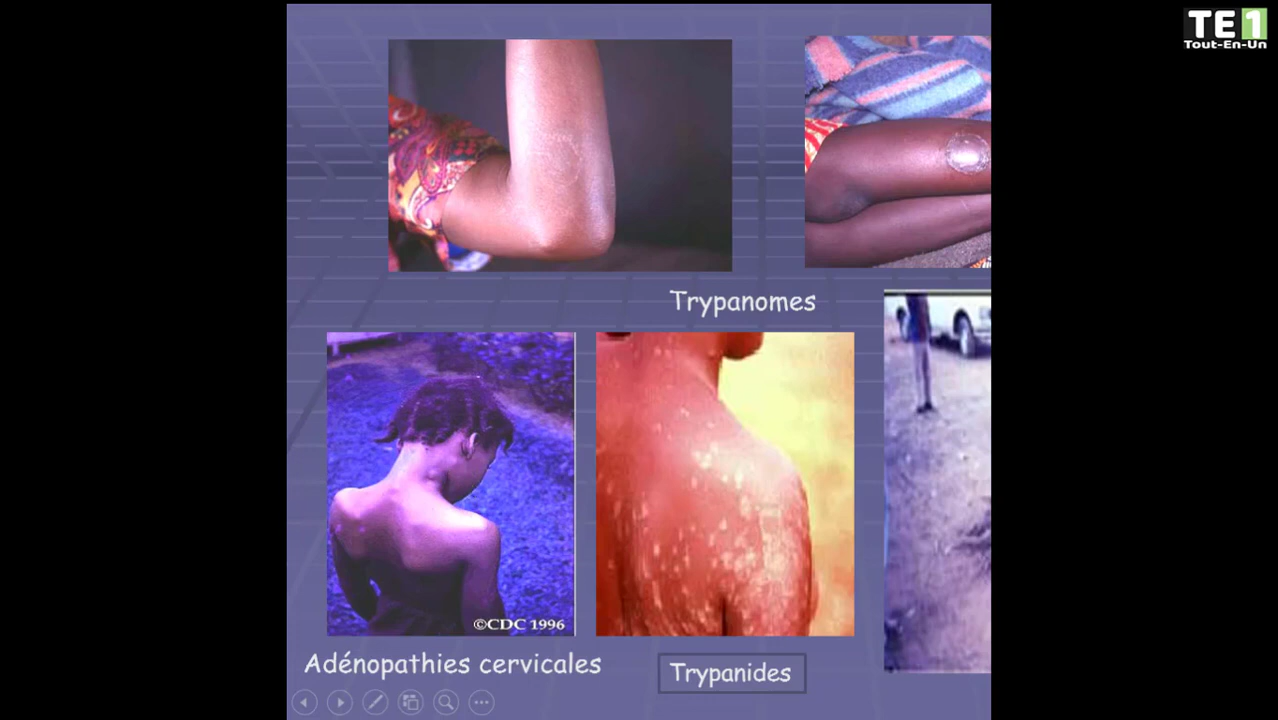 TE1
Tout-En-Un
Trypanomes
©CDC 1996
Adénopathies cervicales
Trypanides